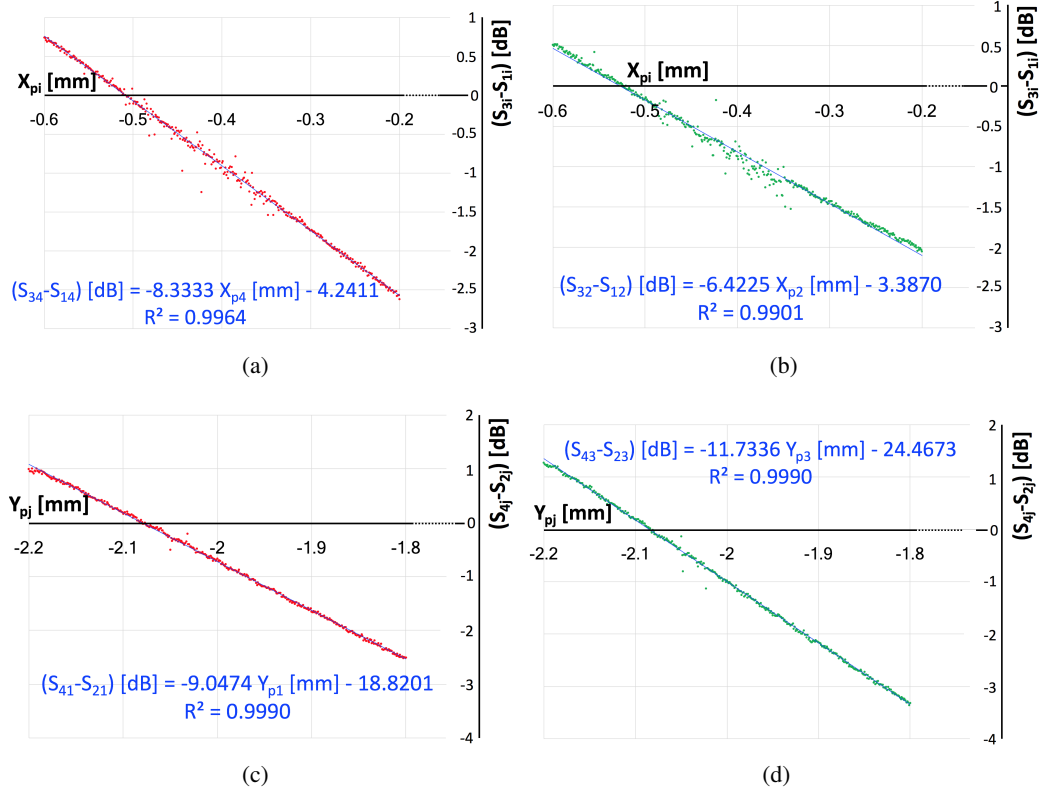 1
0.5
0
-0.5
-1
-1.5
-2
-2.5
-3
(S3i-S1i) [dB]
Xpi [mm]
-0.6 -0.5 -0.4 -0.3 -0.2
(S34-S14) [dB] = -8.3333 Xp4 [mm] - 4.2411
R² = 0.9964
(a)
1
0.5
0
-0.5
-1
-1.5
-2
-2.5
-3
(S3i-S1i) [dB]
Xpi [mm]
-0.6 -0.5 -0.4 -0.3 -0.2
(S32-S12) [dB] = -6.4225 Xp2 [mm] - 3.3870
R² = 0.9901
(b)
2
1
0
-1
-2
-3
-4
(S4j-S2j) [dB]
Ypj [mm]
-2.2 -2.1 -2 -1.9 -1.8
(S41-S21) [dB] = -9.0474 Yp1 [mm] - 18.8201
R² = 0.9990
(c)
2
1
0
-1
-2
-3
-4
(S4j-S2j) [dB]
(S43-S23) [dB] = -11.7336 Yp3 [mm] - 24.4673
R² = 0.9990
Ypj [mm]
-2.2 -2.1 -2 -1.9 -1.8
(d)